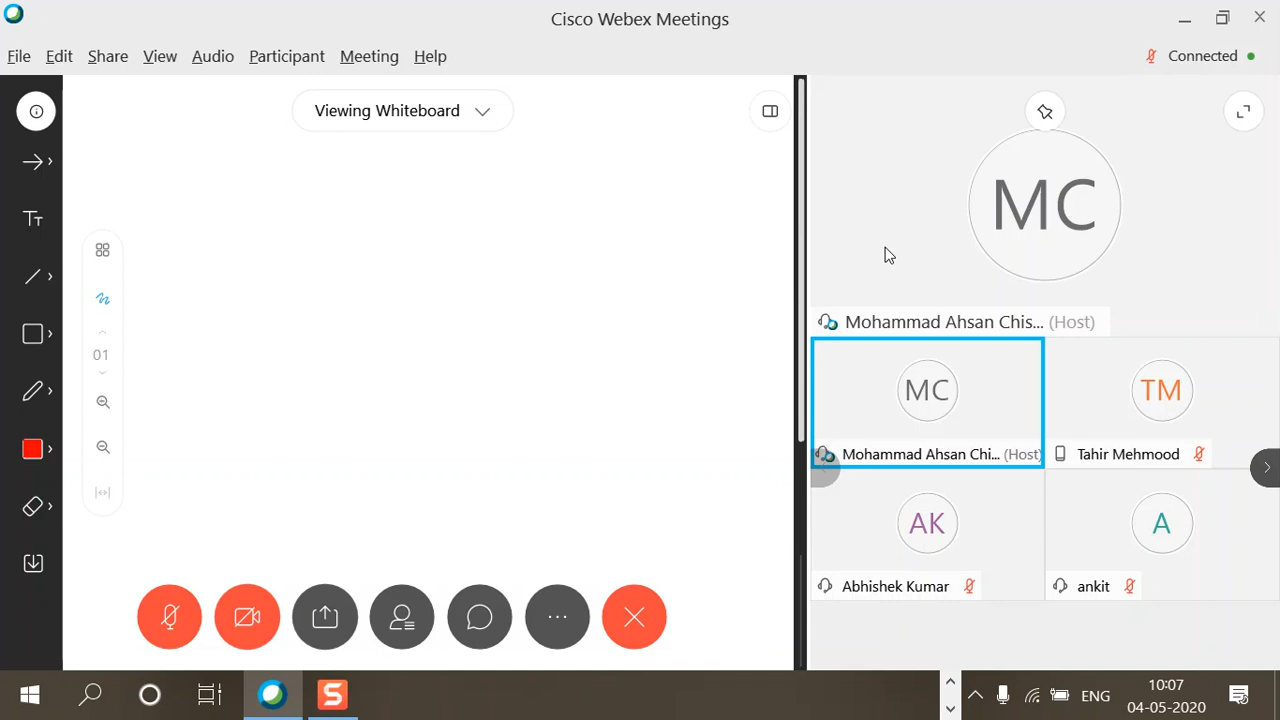 Cisco Webex Meetings
File Edit Share View Audio Participant Meeting Help
Connected
Viewing Whiteboard
MC
Mohammad Ahsan Chis... (Host)
01
MC
Mohammad Ahsan Chi... (Host)
TM
Tahir Mehmood
AK
Abhishek Kumar
A
ankit
Tт
S
ENG
10:07
04-05-2020